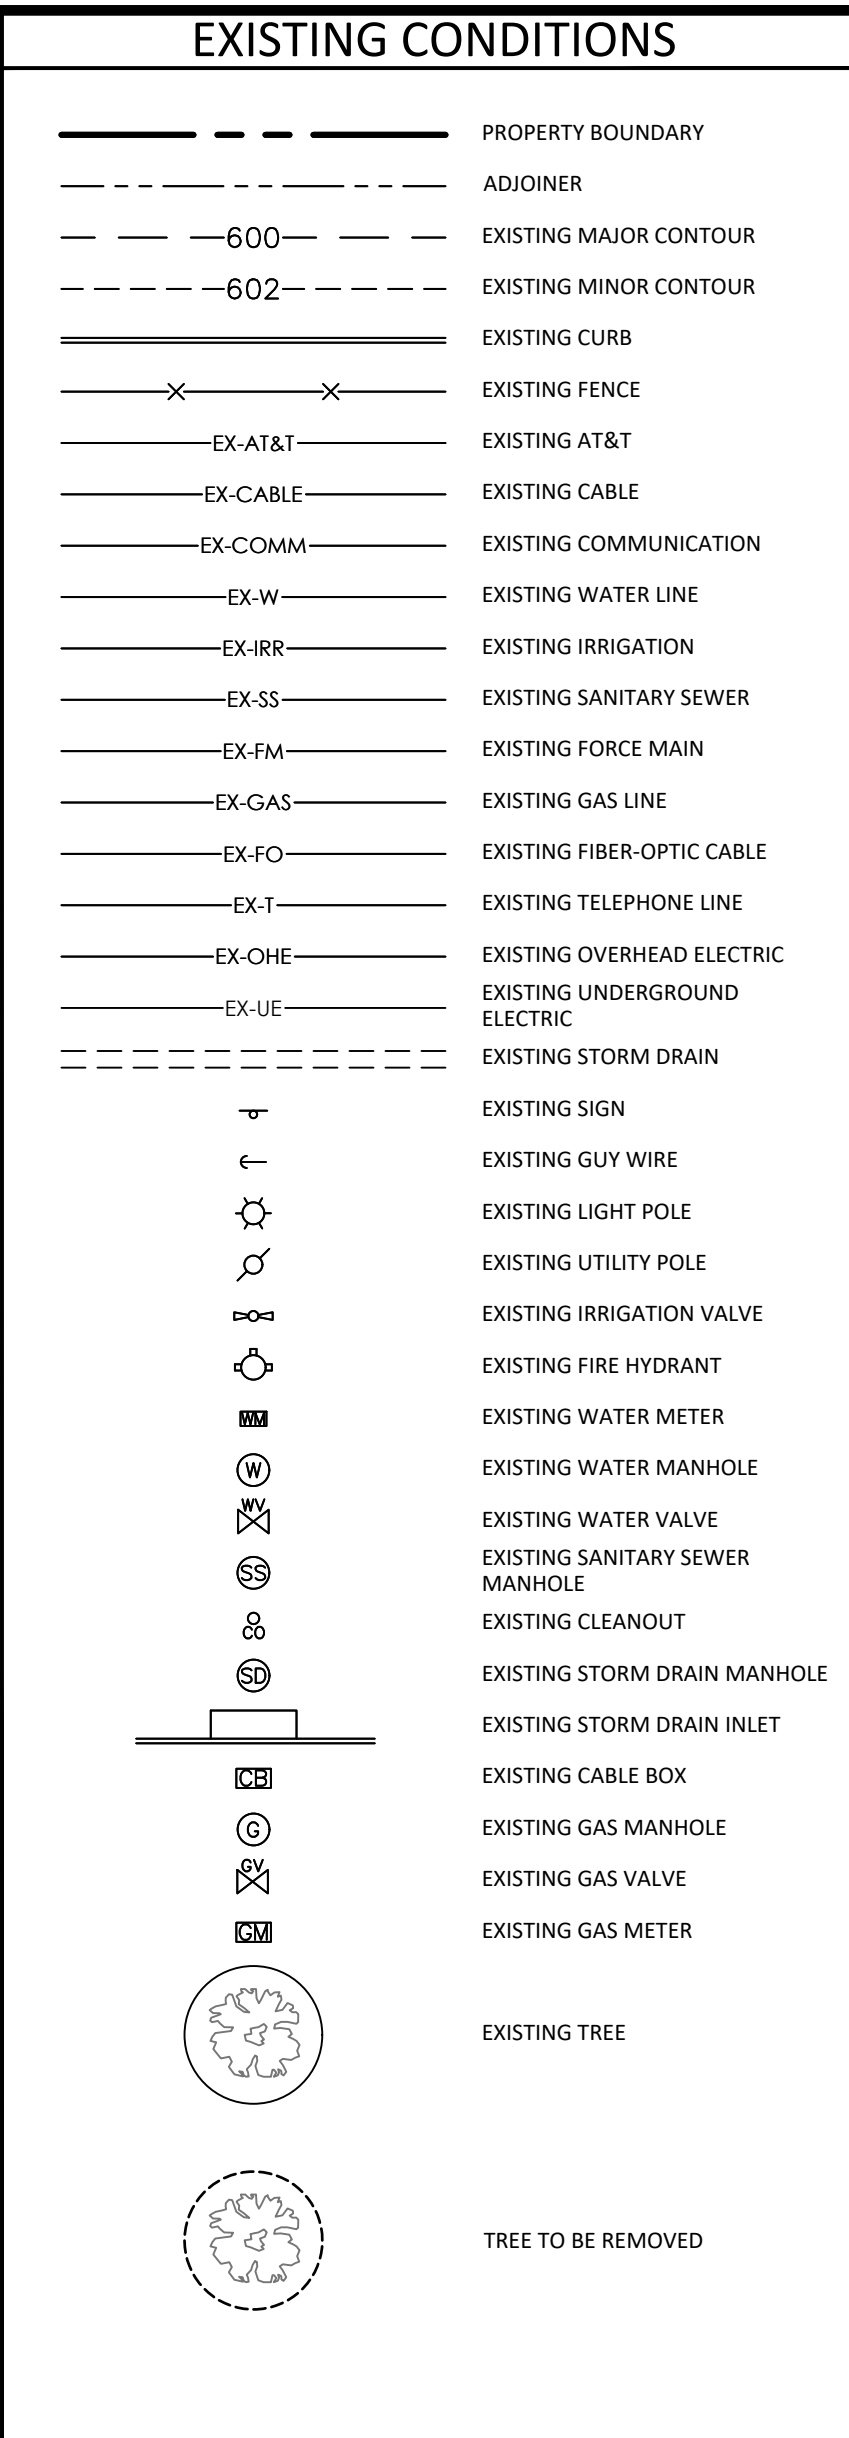 EXISTING CONDITIONS
PROPERTY BOUNDARY
ADJOINER
600 EXISTING MAJOR CONTOUR
602 EXISTING MINOR CONTOUR
EXISTING CURB
EXISTING FENCE
EX-AT&T EXISTING AT&T
EX-CABLE EXISTING CABLE
EX-COMM EXISTING COMMUNICATION
EX-W EXISTING WATER LINE
EX-IRR EXISTING IRRIGATION
EX-SS EXISTING SANITARY SEWER
EX-FM EXISTING FORCE MAIN
EX-GAS EXISTING GAS LINE
EX-FO EXISTING FIBER-OPTIC CABLE
EX-T EXISTING TELEPHONE LINE
EX-OHE EXISTING OVERHEAD ELECTRIC
EX-UE EXISTING UNDERGROUND
ELECTRIC
EXISTING STORM DRAIN
EXISTING SIGN
EXISTING GUY WIRE
EXISTING LIGHT POLE
EXISTING UTILITY POLE
EXISTING IRRIGATION VALVE
EXISTING FIRE HYDRANT
WM EXISTING WATER METER
W EXISTING WATER MANHOLE
WV EXISTING WATER VALVE
SS EXISTING SANITARY SEWER
MANHOLE
CO EXISTING CLEANOUT
SD EXISTING STORM DRAIN MANHOLE
EXISTING STORM DRAIN INLET
CB EXISTING CABLE BOX
G EXISTING GAS MANHOLE
GV EXISTING GAS VALVE
GM EXISTING GAS METER
EXISTING TREE
TREE TO BE REMOVED